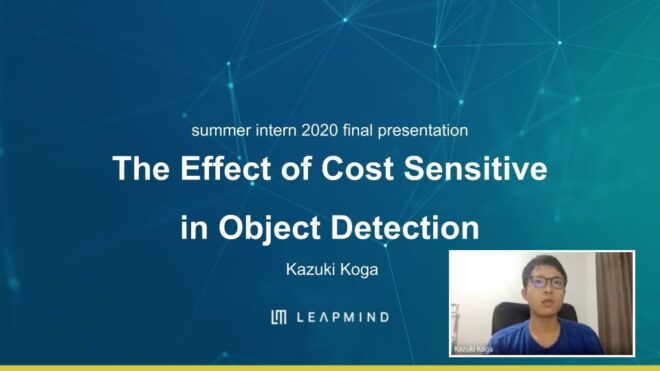 summer intern 2020 final presentation
The Effect of Cost Sensitive
in Object Detection
Kazuki Koga
LEAPMIND
Kazuki Koga